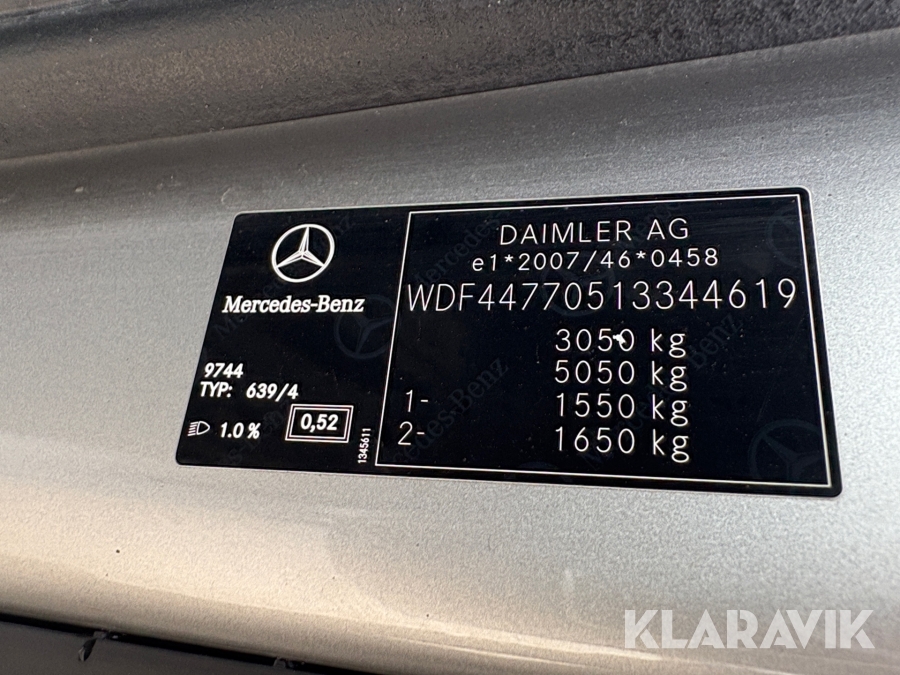 Mercedes-Benz
9744
TYP: 639/4
1.0 %
0,52
1345611
DAIMLER AG
e1*2007/46*0458
WDF44770513344619
3050 kg
5050 kg
1- 1550 kg
2- 1650 kg
KLARAVIK